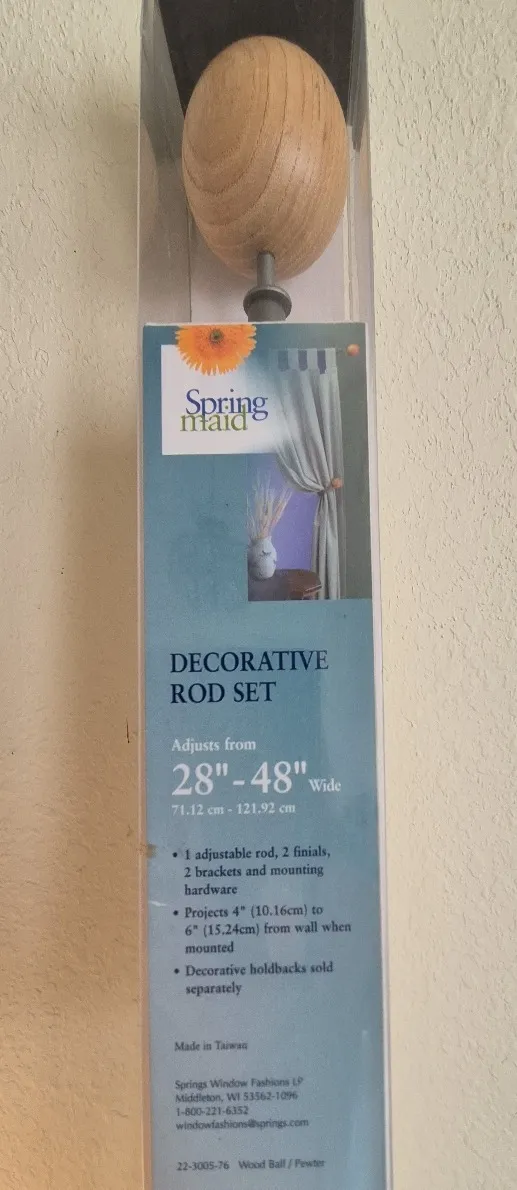 Spring
maid
DECORATIVE
ROD SET
Adjusts from
28"-48" Wide
71.12 cm - 121.92 cm
• 1 adjustable rod, 2 finials,
2 brackets and mounting
hardware
• Projects 4" (10.16cm) to
6" (15.24cm) from wall when
mounted
• Decorative holdbacks sold
separately
Made in Taiwan
Springs Window Fashions LP
Middleton, WI 53562-1096
1-800-221-6352
windowfashions@springs.com
22-3005-76 Wood Ball / Pewter